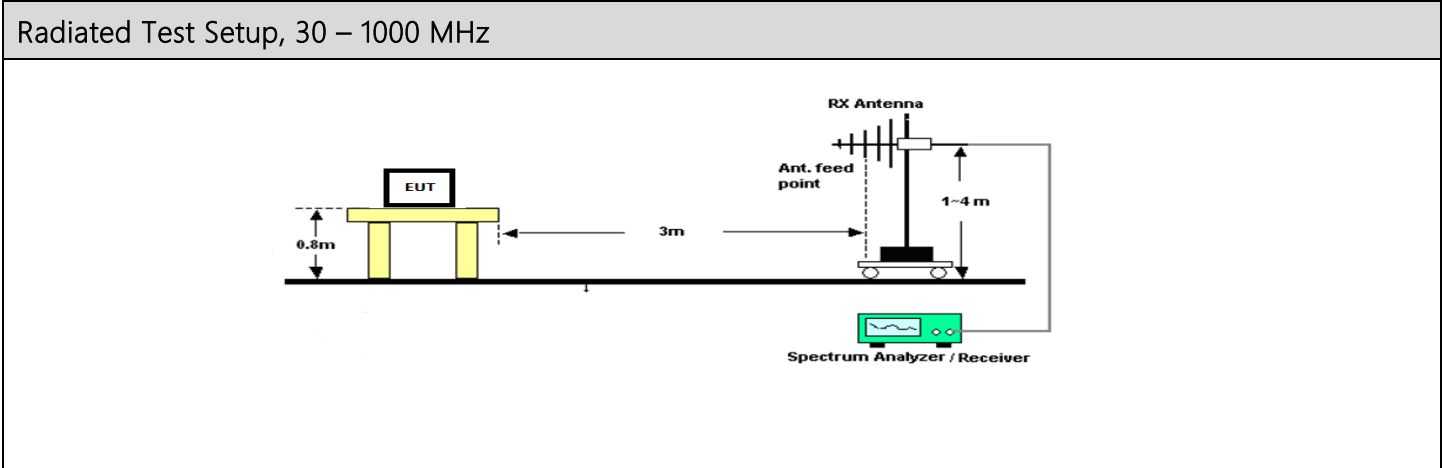 Radiated Test Setup, 30 – 1000 MHz
RX Antenna
Ant. feed
point
EUT
1~4 m
3m
0.8m
Spectrum Analyzer / Receiver